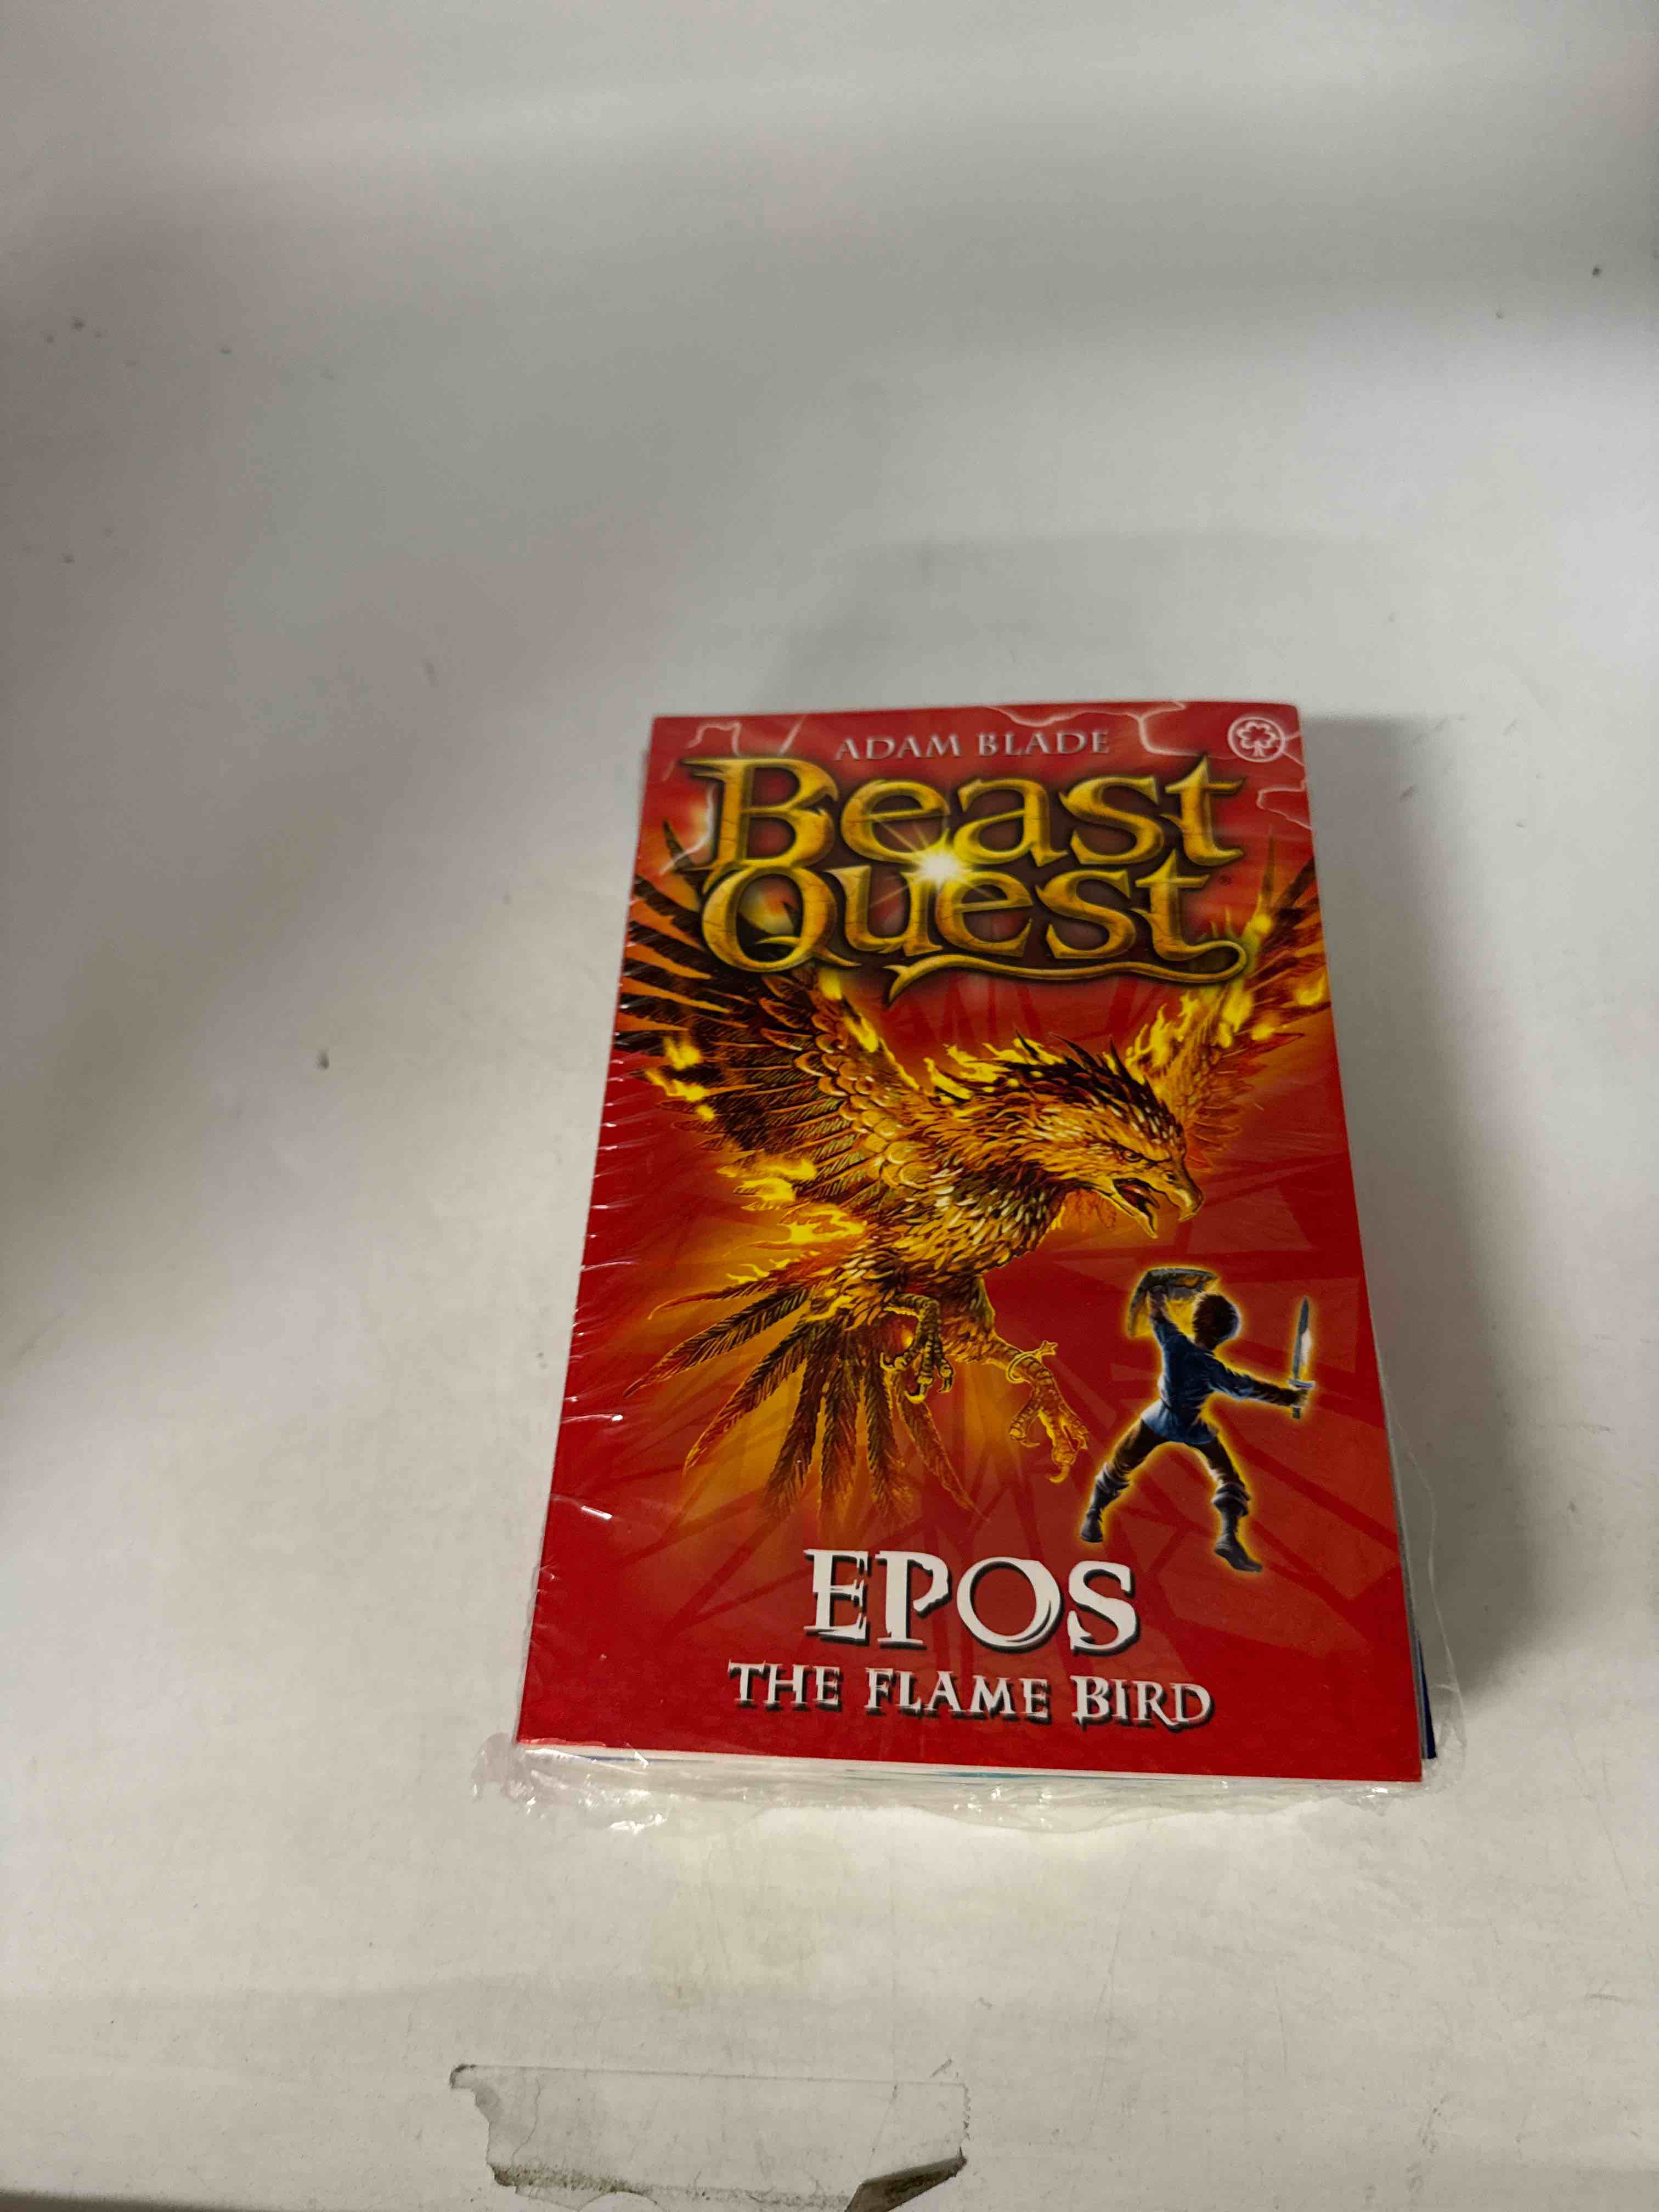 ADAM BLADE
Beast
Quest®
EPOS
THE FLAME BIRD